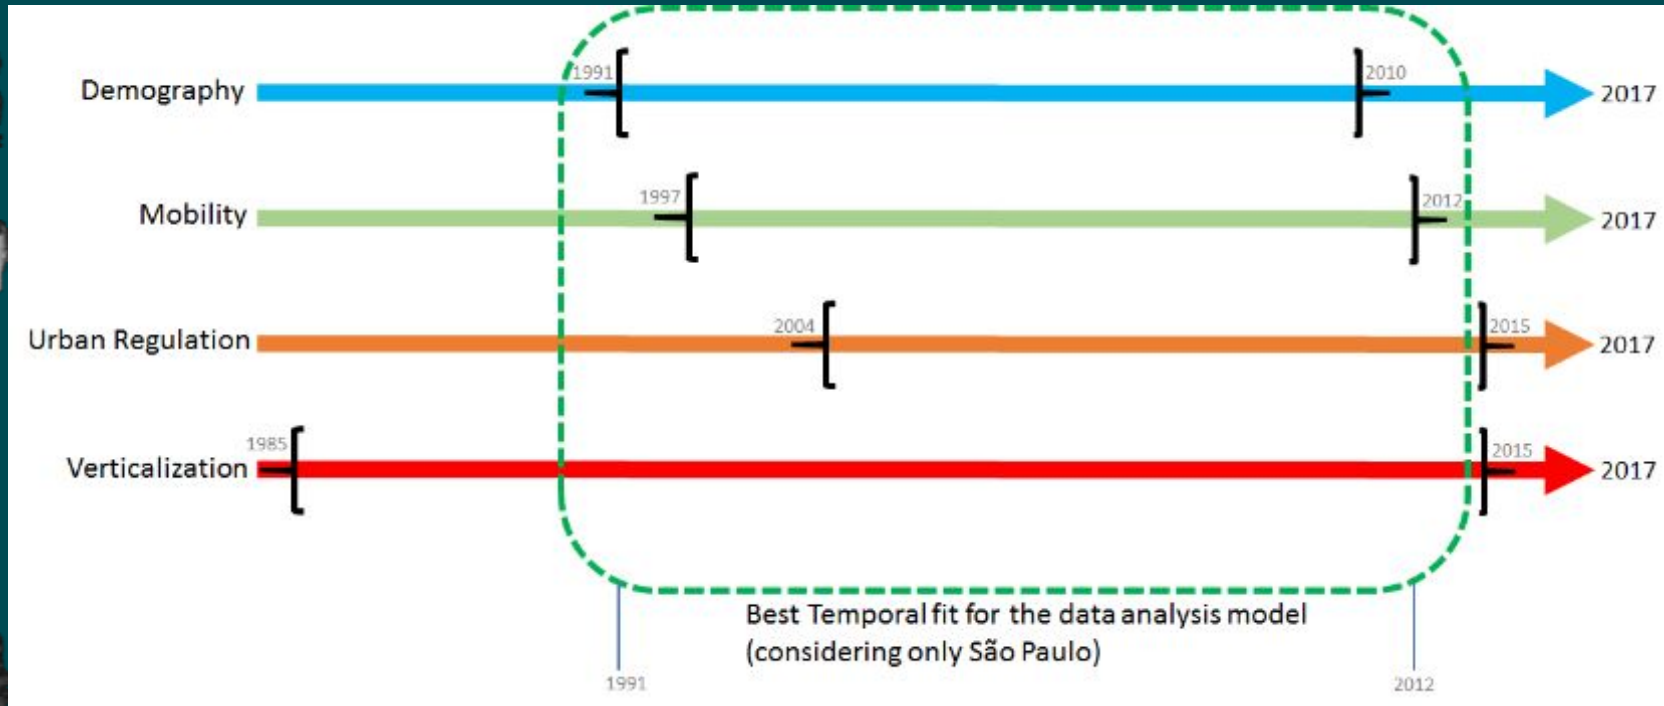 1991
2010
Demography
2017
1997
2012
Mobility
2017
2004
2015
Urban Regulation
2017
1985
2015
Verticalization
2017
Best Temporal fit for the data analysis model
(considering only São Paulo)
1991
2012